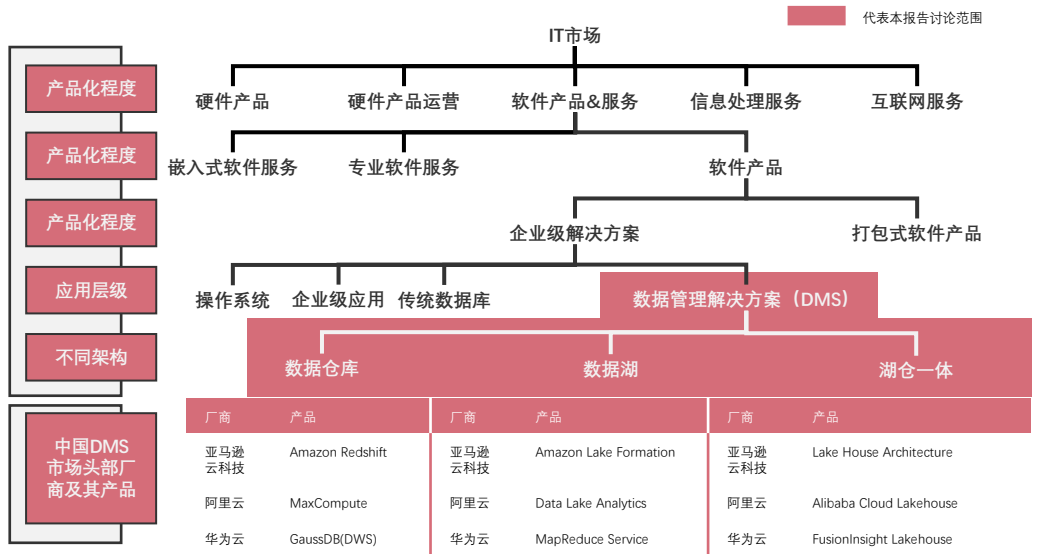 代表本报告讨论范围
IT市场
产品化程度
硬件产品
硬件产品运营
软件产品&服务
信息处理服务
互联网服务
产品化程度
嵌入式软件服务
专业软件服务
软件产品
产品化程度
企业级解决方案
打包式软件产品
应用层级
操作系统
企业级应用
传统数据库
数据管理解决方案（DMS）
不同架构
数据仓库
数据湖
湖仓一体
中国DMS
市场头部厂
商及其产品
厂商 产品 厂商 产品 厂商 产品
亚马逊 Amazon Redshift 亚马逊 Amazon Lake Formation 亚马逊 Lake House Architecture
云科技 云科技 云科技
阿里云 MaxCompute 阿里云 Data Lake Analytics 阿里云 Alibaba Cloud Lakehouse
华为云 GaussDB(DWS) 华为云 MapReduce Service 华为云 FusionInsight Lakehouse